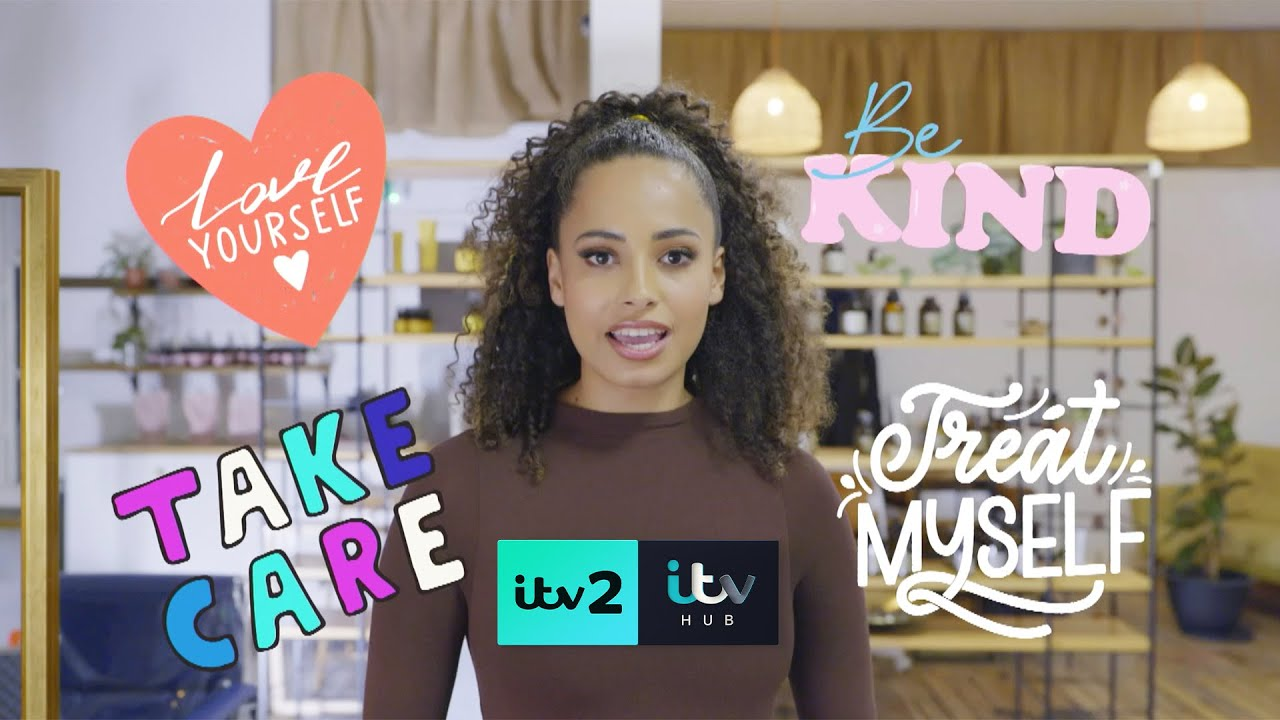 Love
YOURSELF
Be
KIND
TAKE
CARE
Treat
MYSELF
itv2
itv
HUB